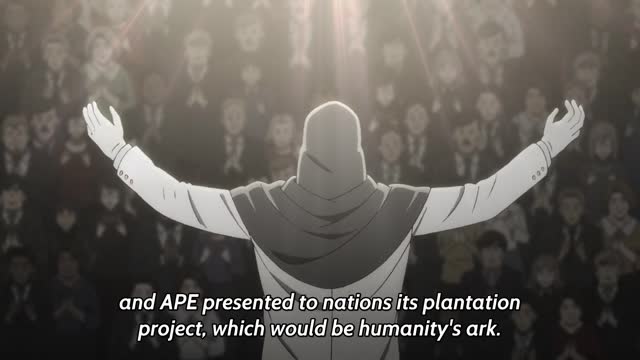 and APE presented to nations its plantation
project, which would be humanity's ark.